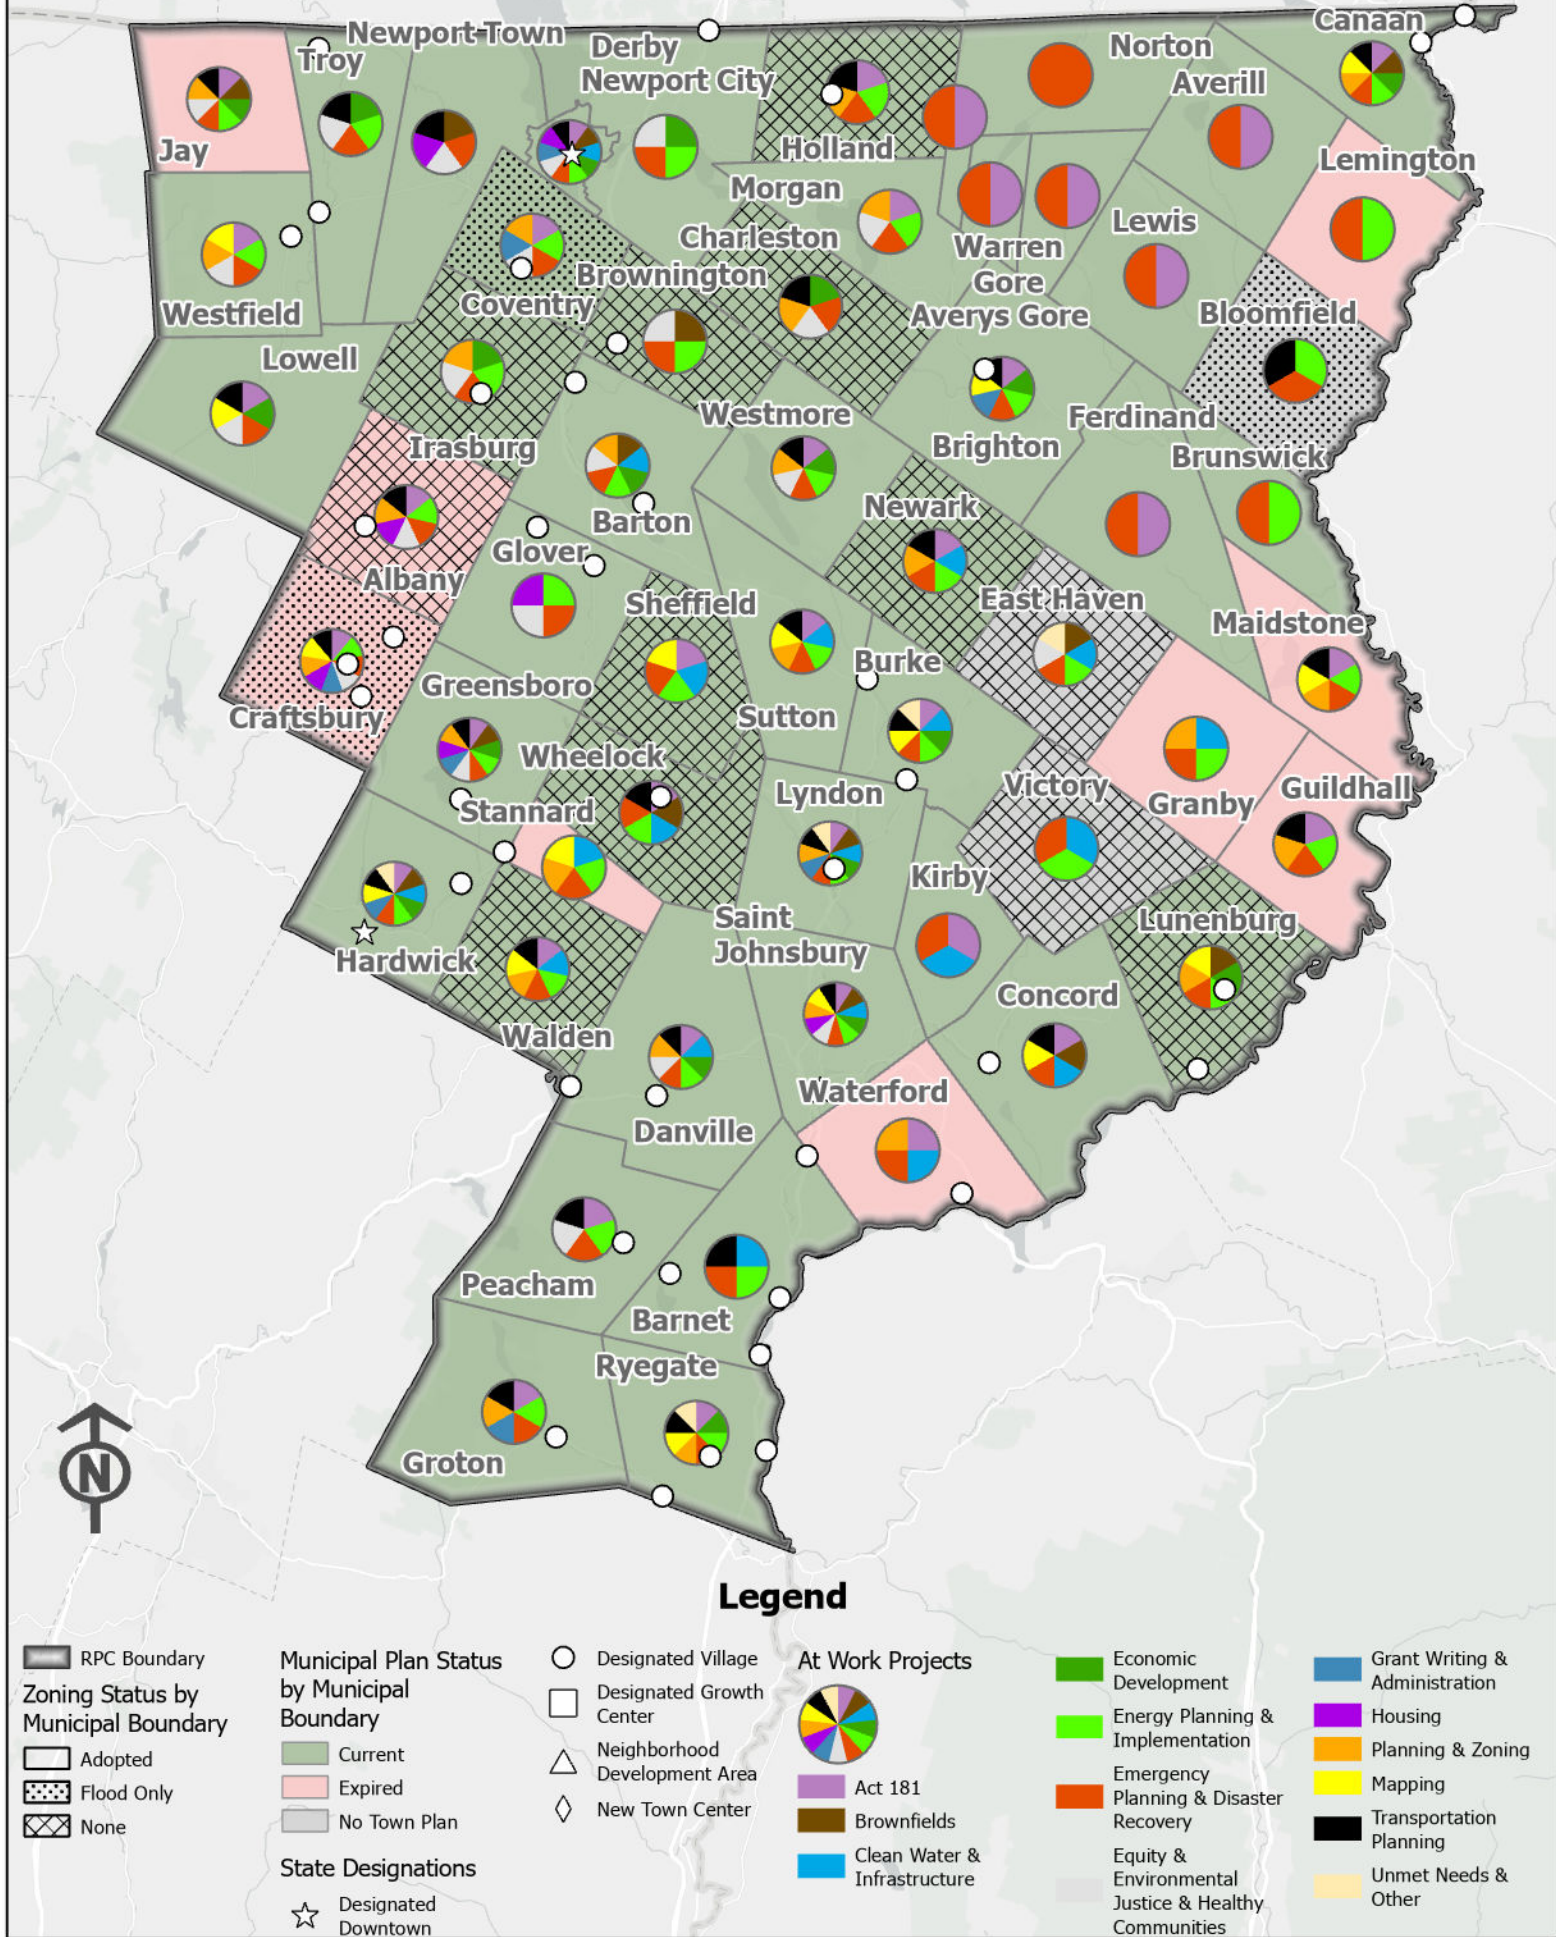 Canaan
Newport Town
Troy
Derby
Norton
Newport City
Averill
Jay
Holland
Lemington
Morgan
Charleston
Lewis
Warren
Gore
Brownington
Coventry
Westfield
Averys Gore
Bloomfield
Lowell
Westmore
Ferdinand
Irasburg
Brighton
Brunswick
Newark
Barton
Glover
Albany
Sheffield
East Haven
Maidstone
Burke
Greensboro
Craftsbury
Sutton
Wheelock
Victory
Guildhall
Lyndon
Granby
Stannard
Kirby
Saint
Johnsbury
Lunenburg
Hardwick
Concord
Walden
Waterford
Danville
Peacham
Barnet
Ryegate
Groton
N
Legend
RPC Boundary
Zoning Status by
Municipal Boundary
Adopted
Flood Only
None
Municipal Plan Status
by Municipal
Boundary
Current
Expired
No Town Plan
State Designations
Designated
Downtown
Designated Village
Designated Growth
Center
Neighborhood
Development Area
New Town Center
At Work Projects
Act 181
Brownfields
Clean Water &
Infrastructure
Economic
Development
Energy Planning &
Implementation
Emergency
Planning & Disaster
Recovery
Equity &
Environmental
Justice & Healthy
Communities
Grant Writing &
Administration
Housing
Planning & Zoning
Mapping
Transportation
Planning
Unmet Needs &
Other